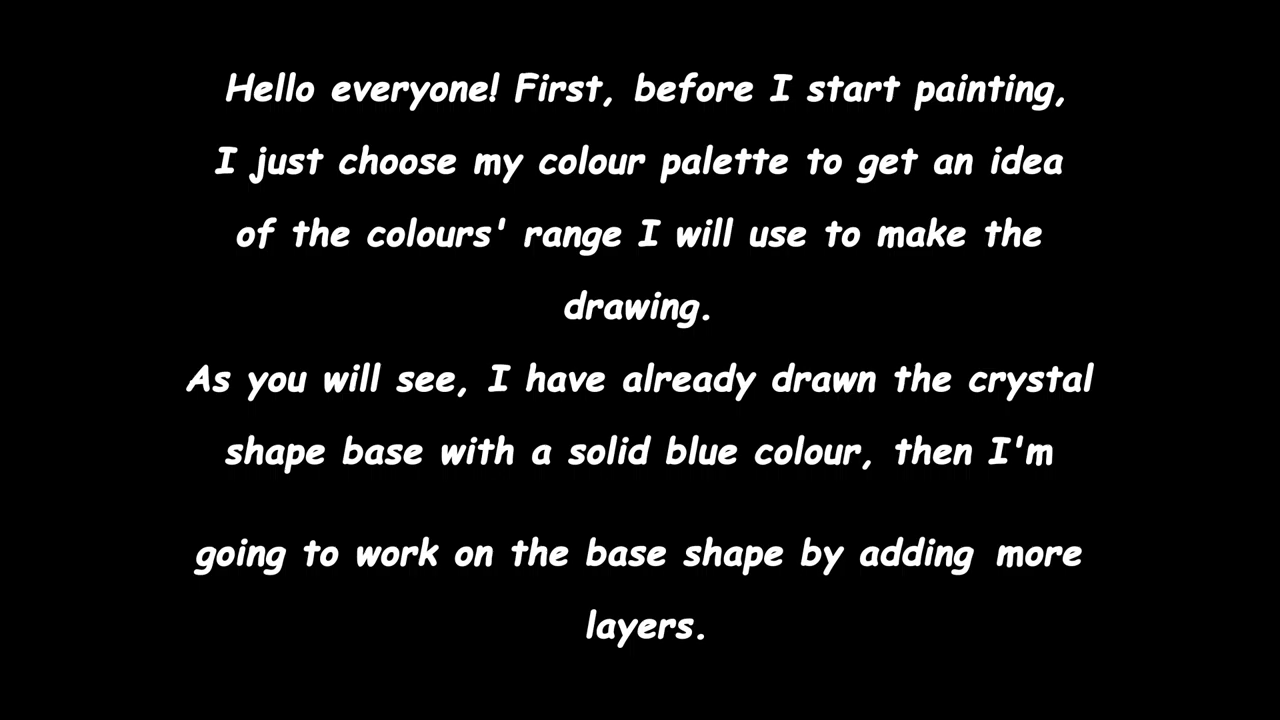 Hello everyone! First, before I start painting,
I just choose my colour palette to get an idea
of the colours' range I will use to make the
drawing.
As you will see, I have already drawn the crystal
shape base with a solid blue colour, then I'm
going to work on the base shape by adding more
layers.